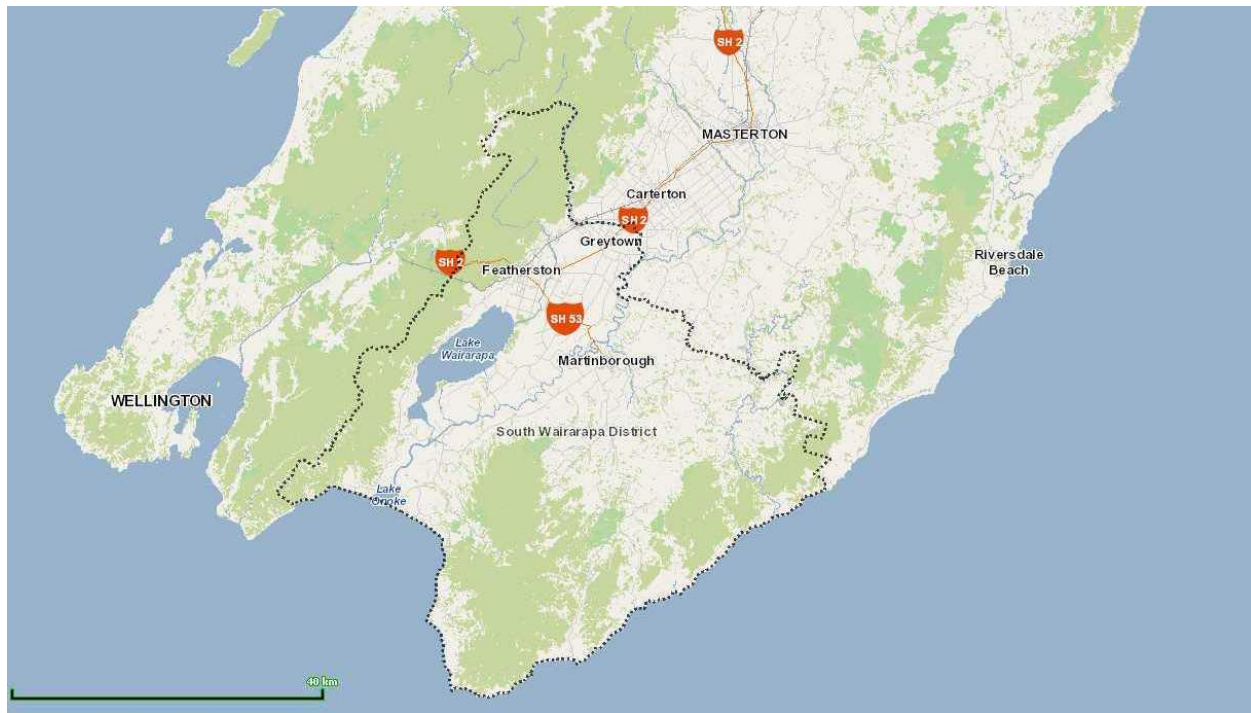 SH 2
MASTERTON
Carterton
SH 2
Greytown
Riversdale
Beach
SH 2
Featherston
SH 53
Lake
Wairarapa
Martinborough
WELLINGTON
South Wairarapa District
Lake
Onoke
40 km